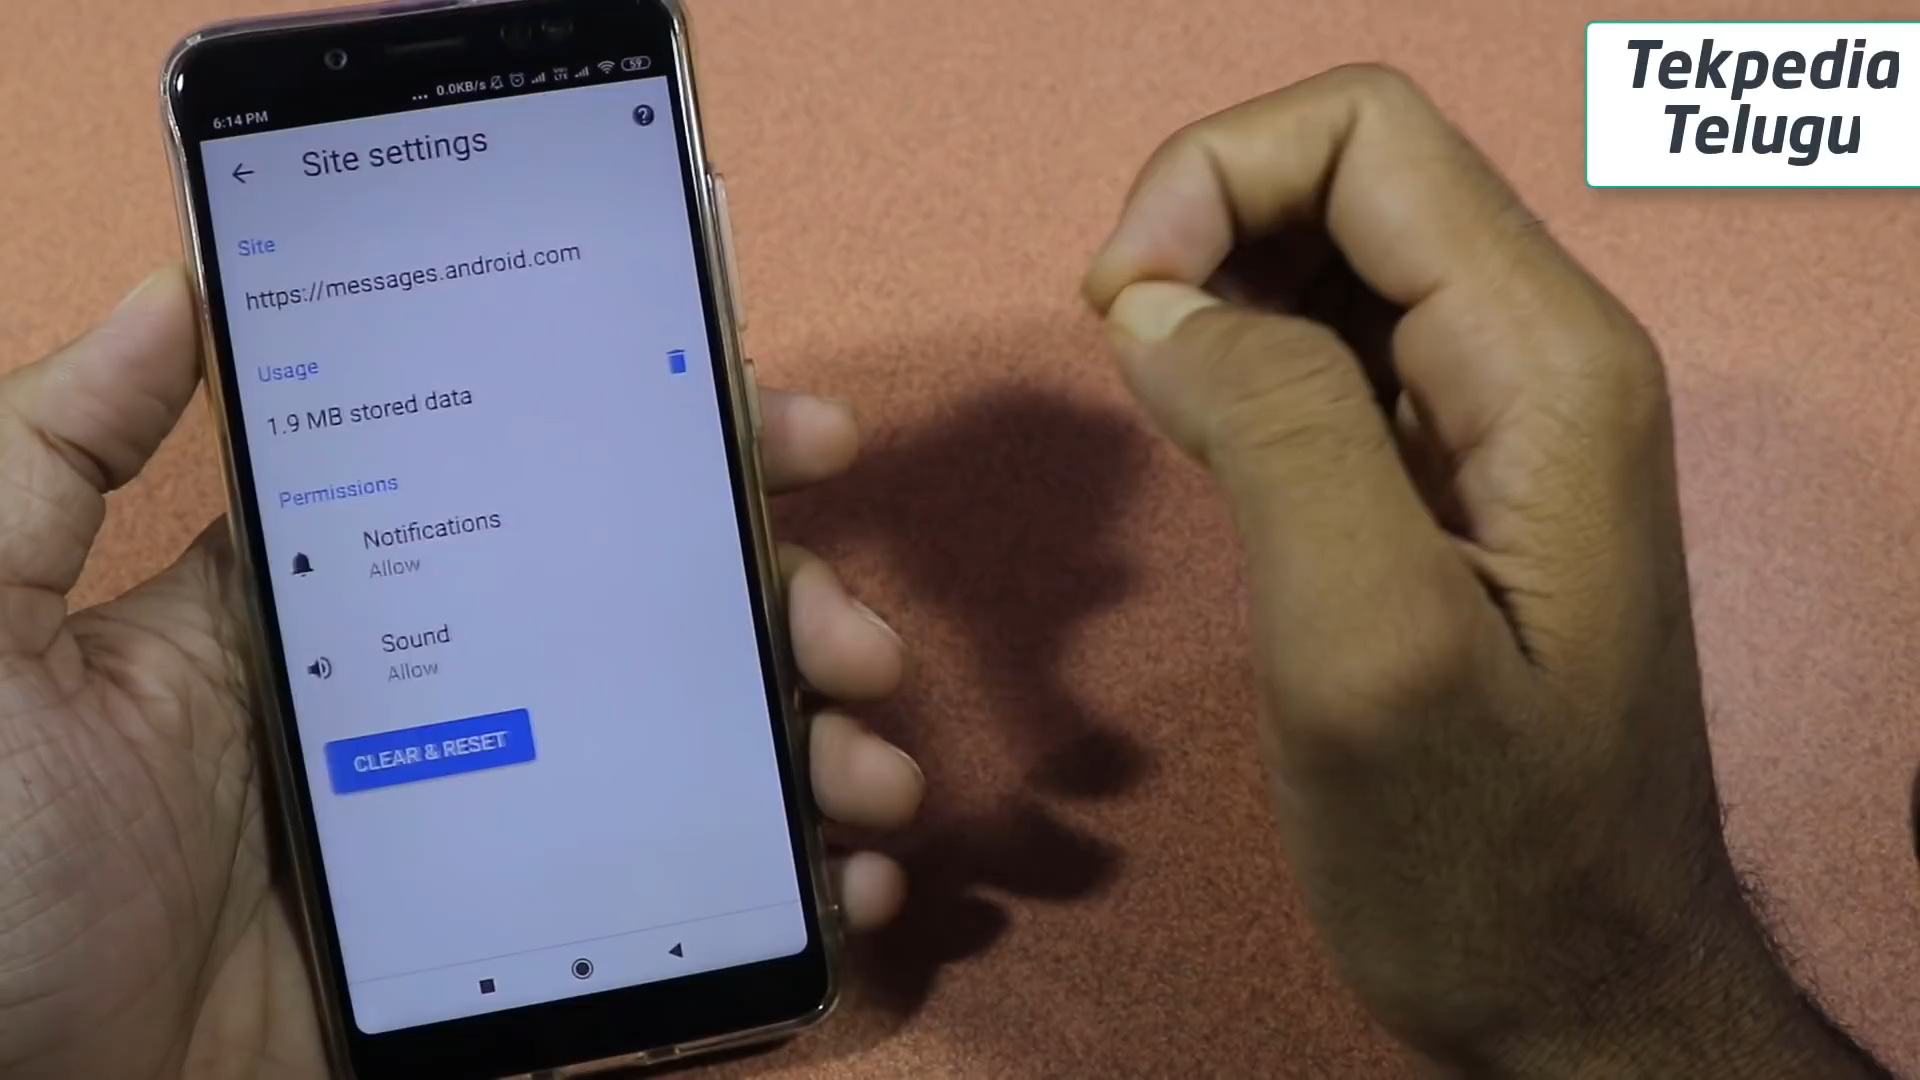 Tekpedia
Telugu
6:14 PM
... 0.0KB/s
59
Site settings
Site
https://messages.android.com
Usage
1.9 MB stored data
Permissions
Notifications
Allow
Sound
Allow
CLEAR & RESET